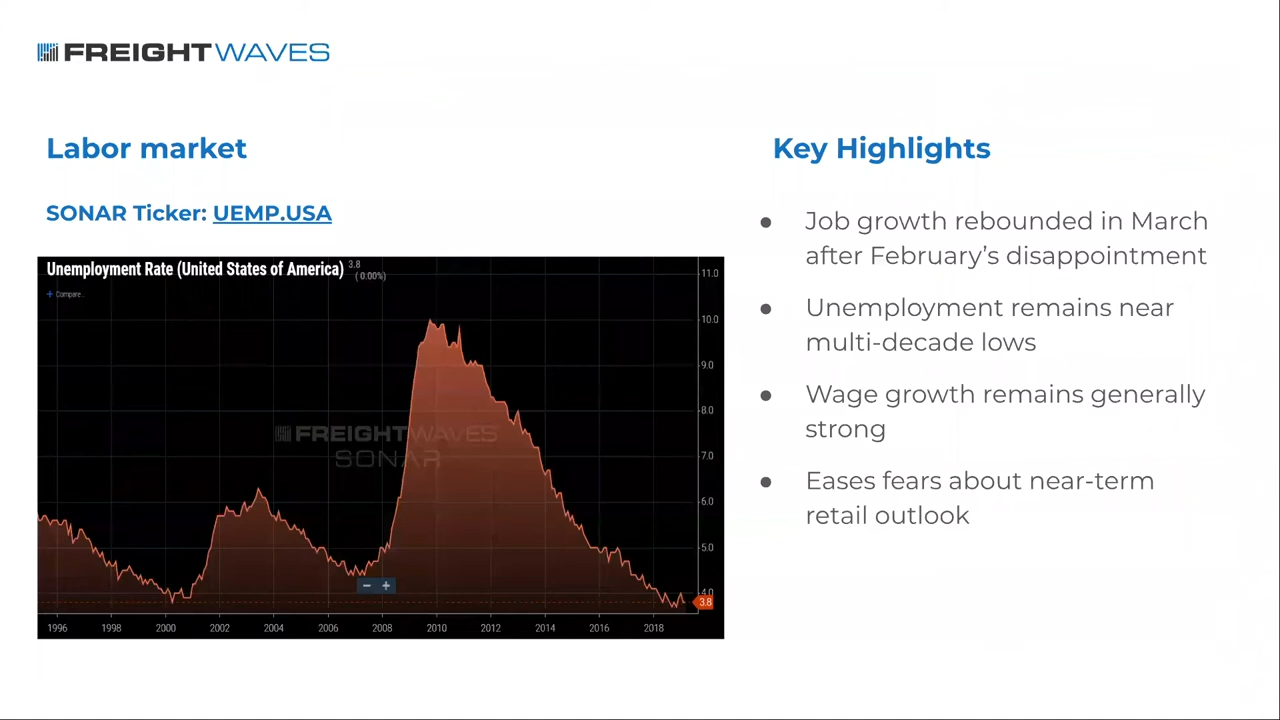 FREIGHTWAVES
Labor market
SONAR Ticker: UEMP.USA
Unemployment Rate (United States of America) 3.8
( 0.00%)
+ Compare..
11.0
10.0
9.0
8.0
7.0
6.0
5.0
4.0
3.8
FREIGHTWAVES
SONAR
− +
1996 1998 2000 2002 2004 2006 2008 2010 2012 2014 2016 2018
Key Highlights
● Job growth rebounded in March
after February’s disappointment
● Unemployment remains near
multi-decade lows
● Wage growth remains generally
strong
● Eases fears about near-term
retail outlook